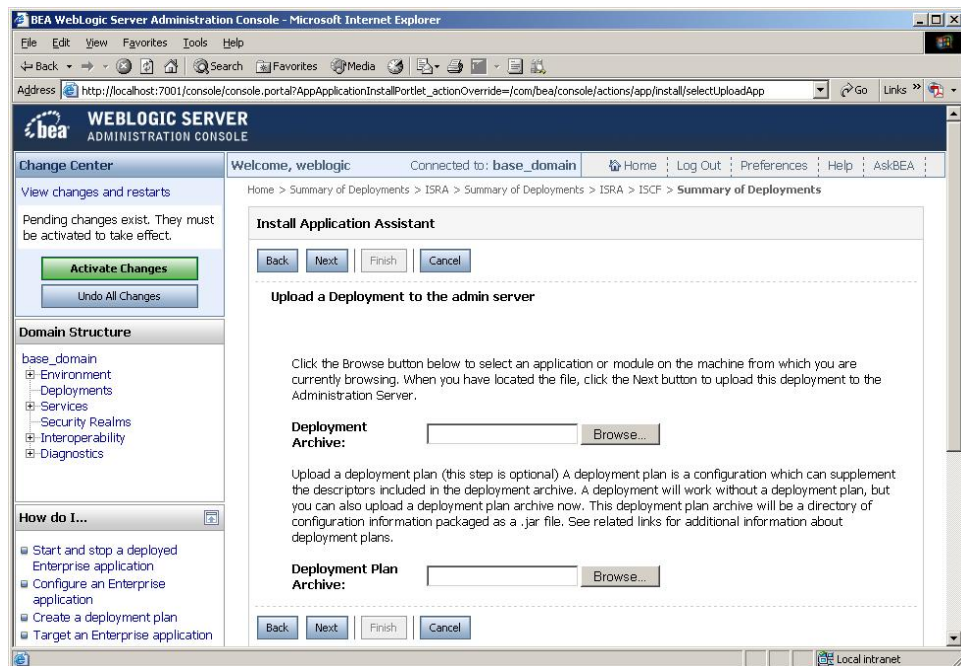 BEA WebLogic Server Administration Console - Microsoft Internet Explorer
File Edit View Favorites Tools Help
Back Search Favorites Media
Address http://localhost:7001/console/console.portal?AppApplicationInstallPortlet_actionOverride=/com/bea/console/actions/app/install/selectUploadApp Go Links »
bea WEBLOGIC SERVER
ADMINISTRATION CONSOLE
Change Center
View changes and restarts
Pending changes exist. They must
be activated to take effect.
Activate Changes
Undo All Changes
Domain Structure
base_domain
Environment
Deployments
Services
Security Realms
Interoperability
Diagnostics
How do I...
Start and stop a deployed
Enterprise application
Configure an Enterprise
application
Create a deployment plan
Target an Enterprise application
Welcome, weblogic Connected to: base_domain Home Log Out Preferences Help AskBEA
Home > Summary of Deployments > ISRA > Summary of Deployments > ISRA > ISCF > Summary of Deployments
Install Application Assistant
Back Next Finish Cancel
Upload a Deployment to the admin server
Click the Browse button below to select an application or module on the machine from which you are
currently browsing. When you have located the file, click the Next button to upload this deployment to the
Administration Server.
Deployment
Archive:
Browse...
Upload a deployment plan (this step is optional) A deployment plan is a configuration which can supplement
the descriptors included in the deployment archive. A deployment will work without a deployment plan, but
you can also upload a deployment plan archive now. This deployment plan archive will be a directory of
configuration information packaged as a .jar file. See related links for additional information about
deployment plans.
Deployment Plan
Archive:
Browse...
Back Next Finish Cancel
Local intranet